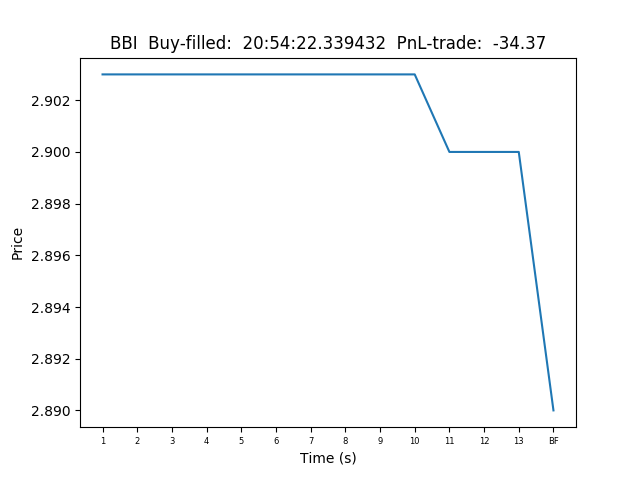 BBI  Buy-filled:  20:54:22.339432  PnL-trade:  -34.37
Price
2.902
2.900
2.898
2.896
2.894
2.892
2.890
1 2 3 4 5 6 7 8 9 10 11 12 13 BF
Time (s)